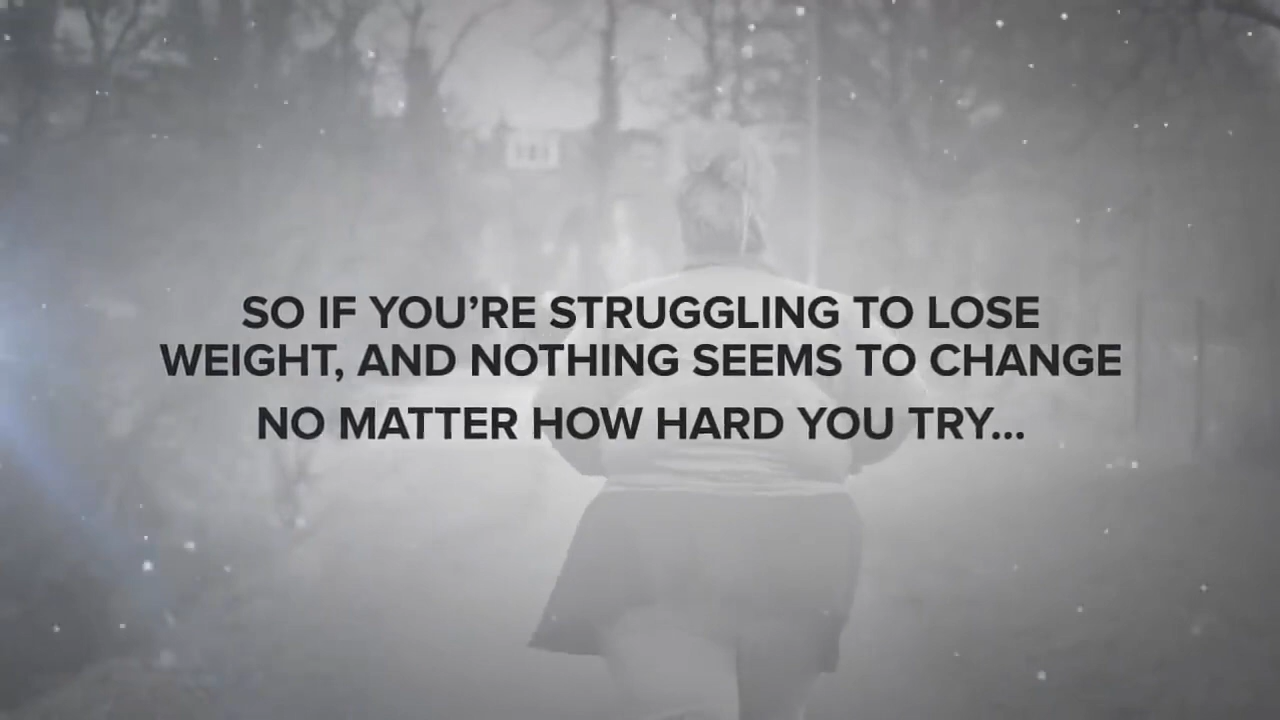 SO IF YOU’RE STRUGGLING TO LOSE
WEIGHT, AND NOTHING SEEMS TO CHANGE
NO MATTER HOW HARD YOU TRY...